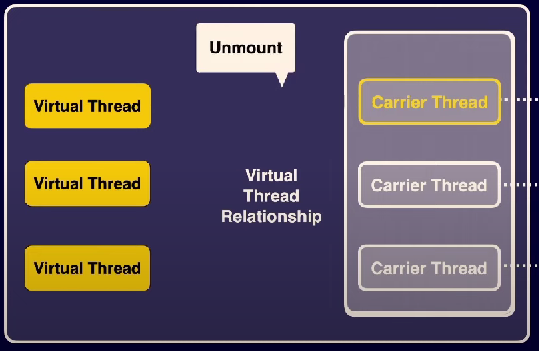 Unmount
Virtual Thread
Virtual Thread
Virtual Thread
Virtual
Thread
Relationship
Carrier Thread
Carrier Thread
Carrier Thread